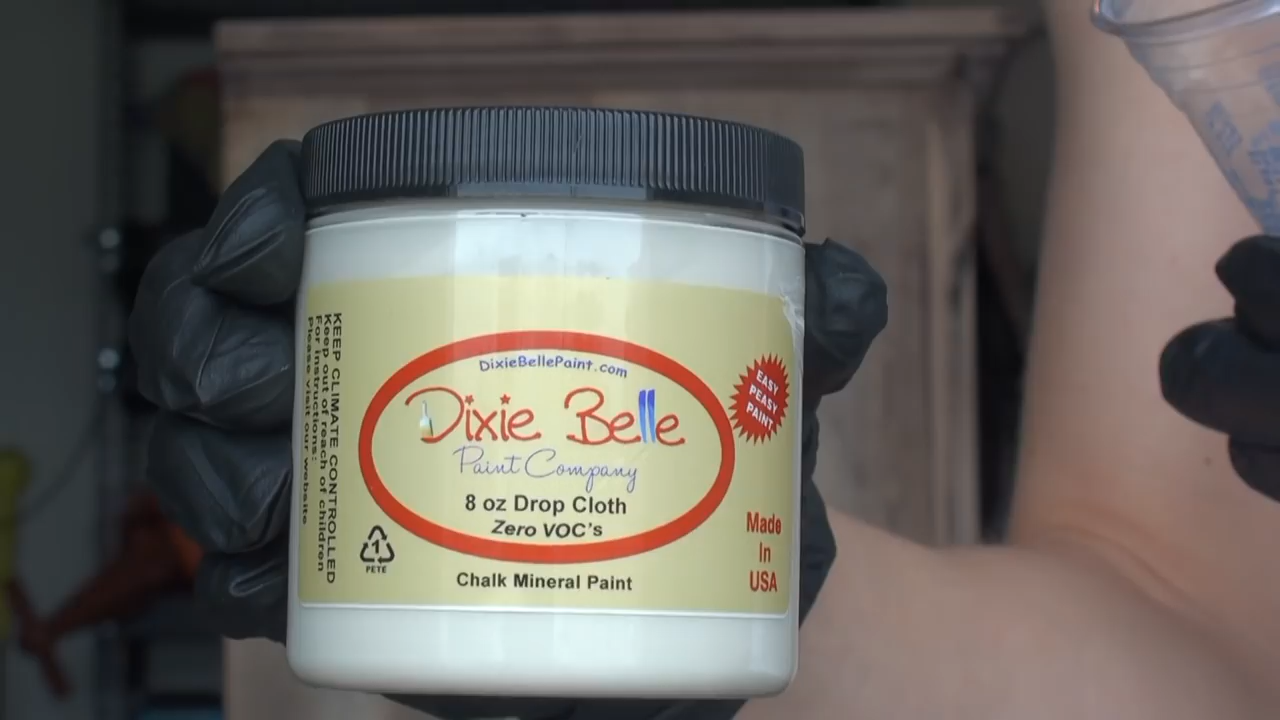 KEEP CLIMATE CONTROLLED
Keep out of reach of children
For instructions:
Please visit our website
DixieBellePaint.com
Dixie Belle
Paint Company
8 oz Drop Cloth
Zero VOC's
Chalk Mineral Paint
1
PETE
EASY
PEASY
PAINT
Made
In
USA